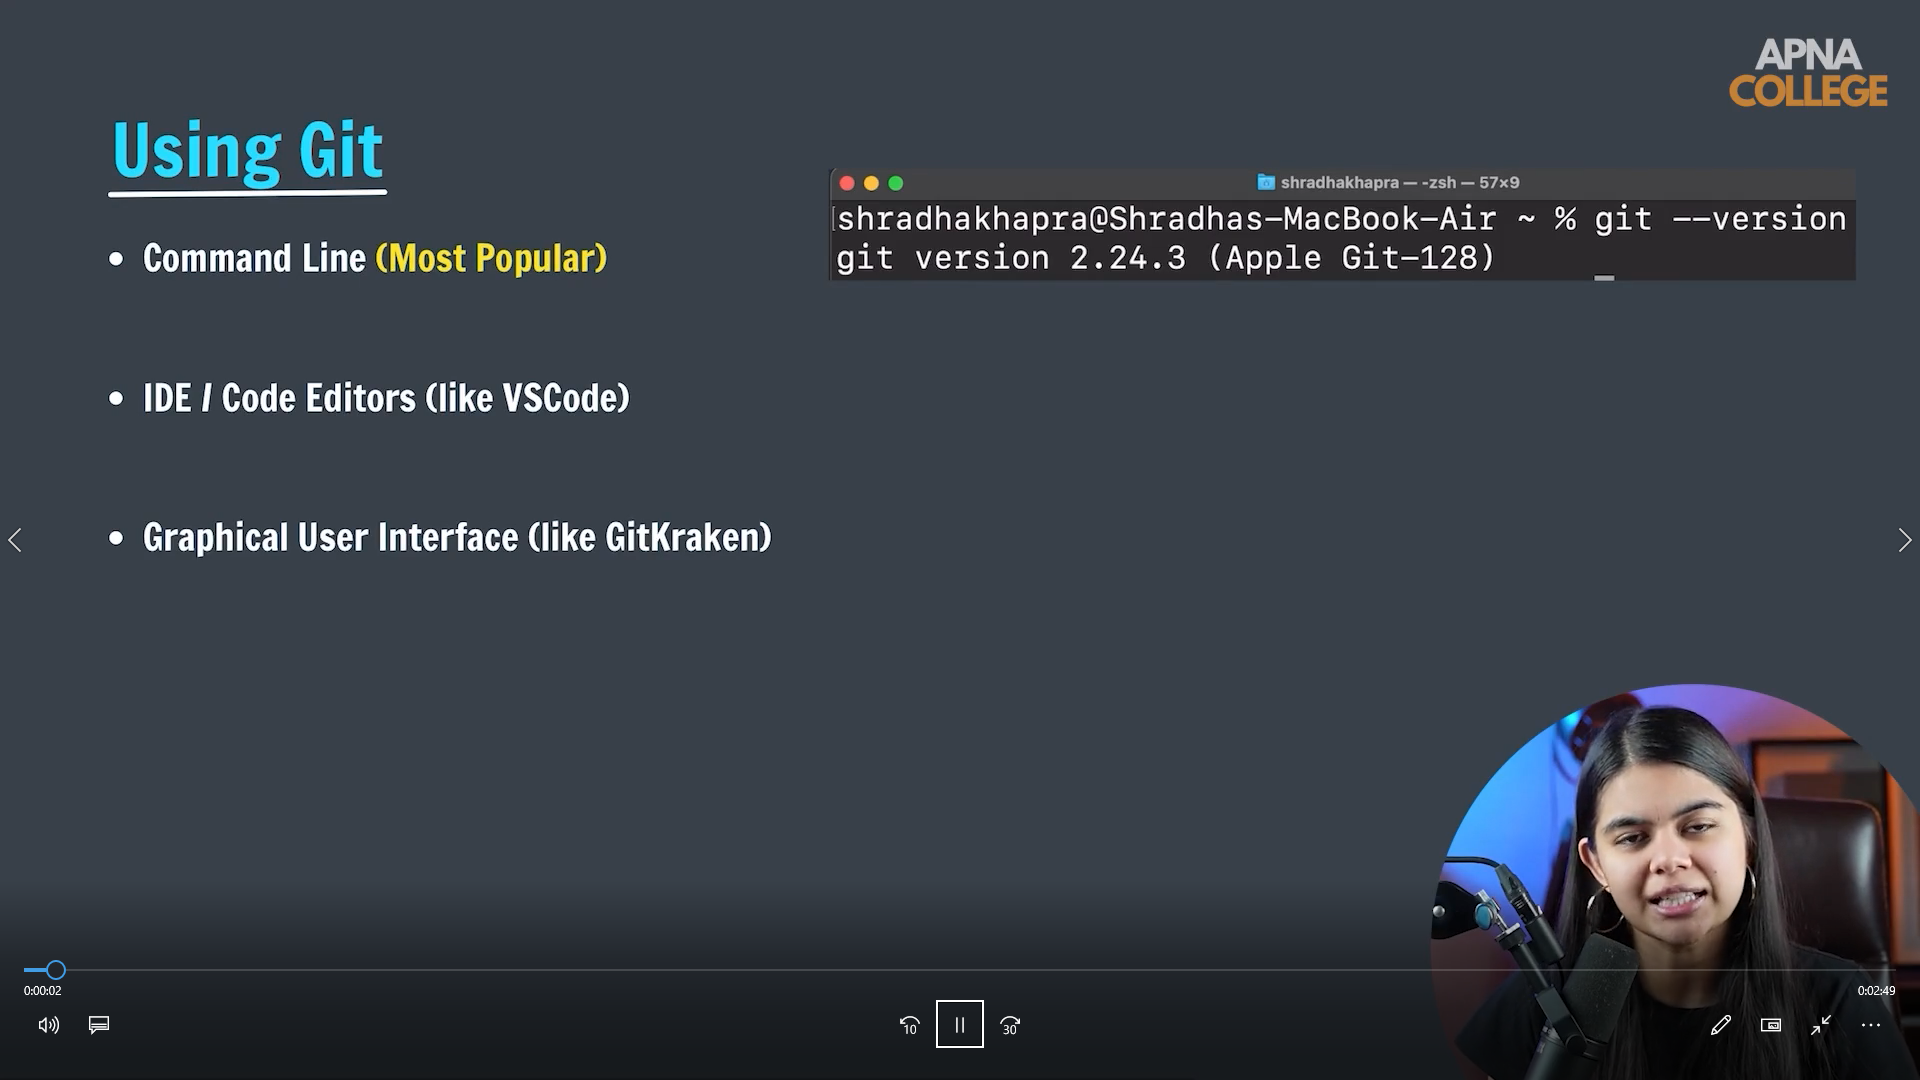 APNA
COLLEGE
Using Git
• Command Line (Most Popular)
shradhakhapra — -zsh — 57×9
shradhakhapra@Shradhas-MacBook-Air ~ % git --version
git version 2.24.3 (Apple Git-128)
• IDE / Code Editors (like VSCode)
• Graphical User Interface (like GitKraken)
0:00:02
0:02:49
10
30